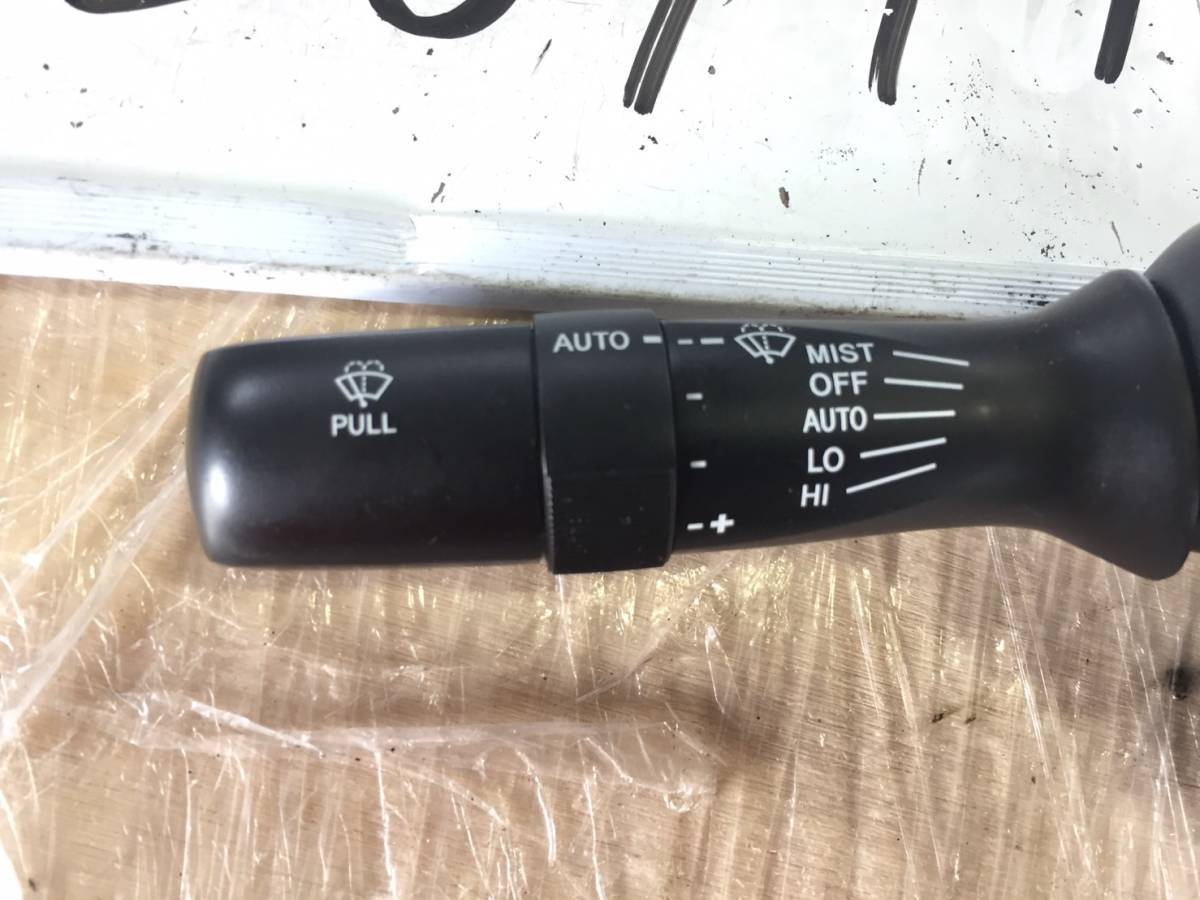 PULL
AUTO
MIST
OFF
AUTO
LO
HI
- +